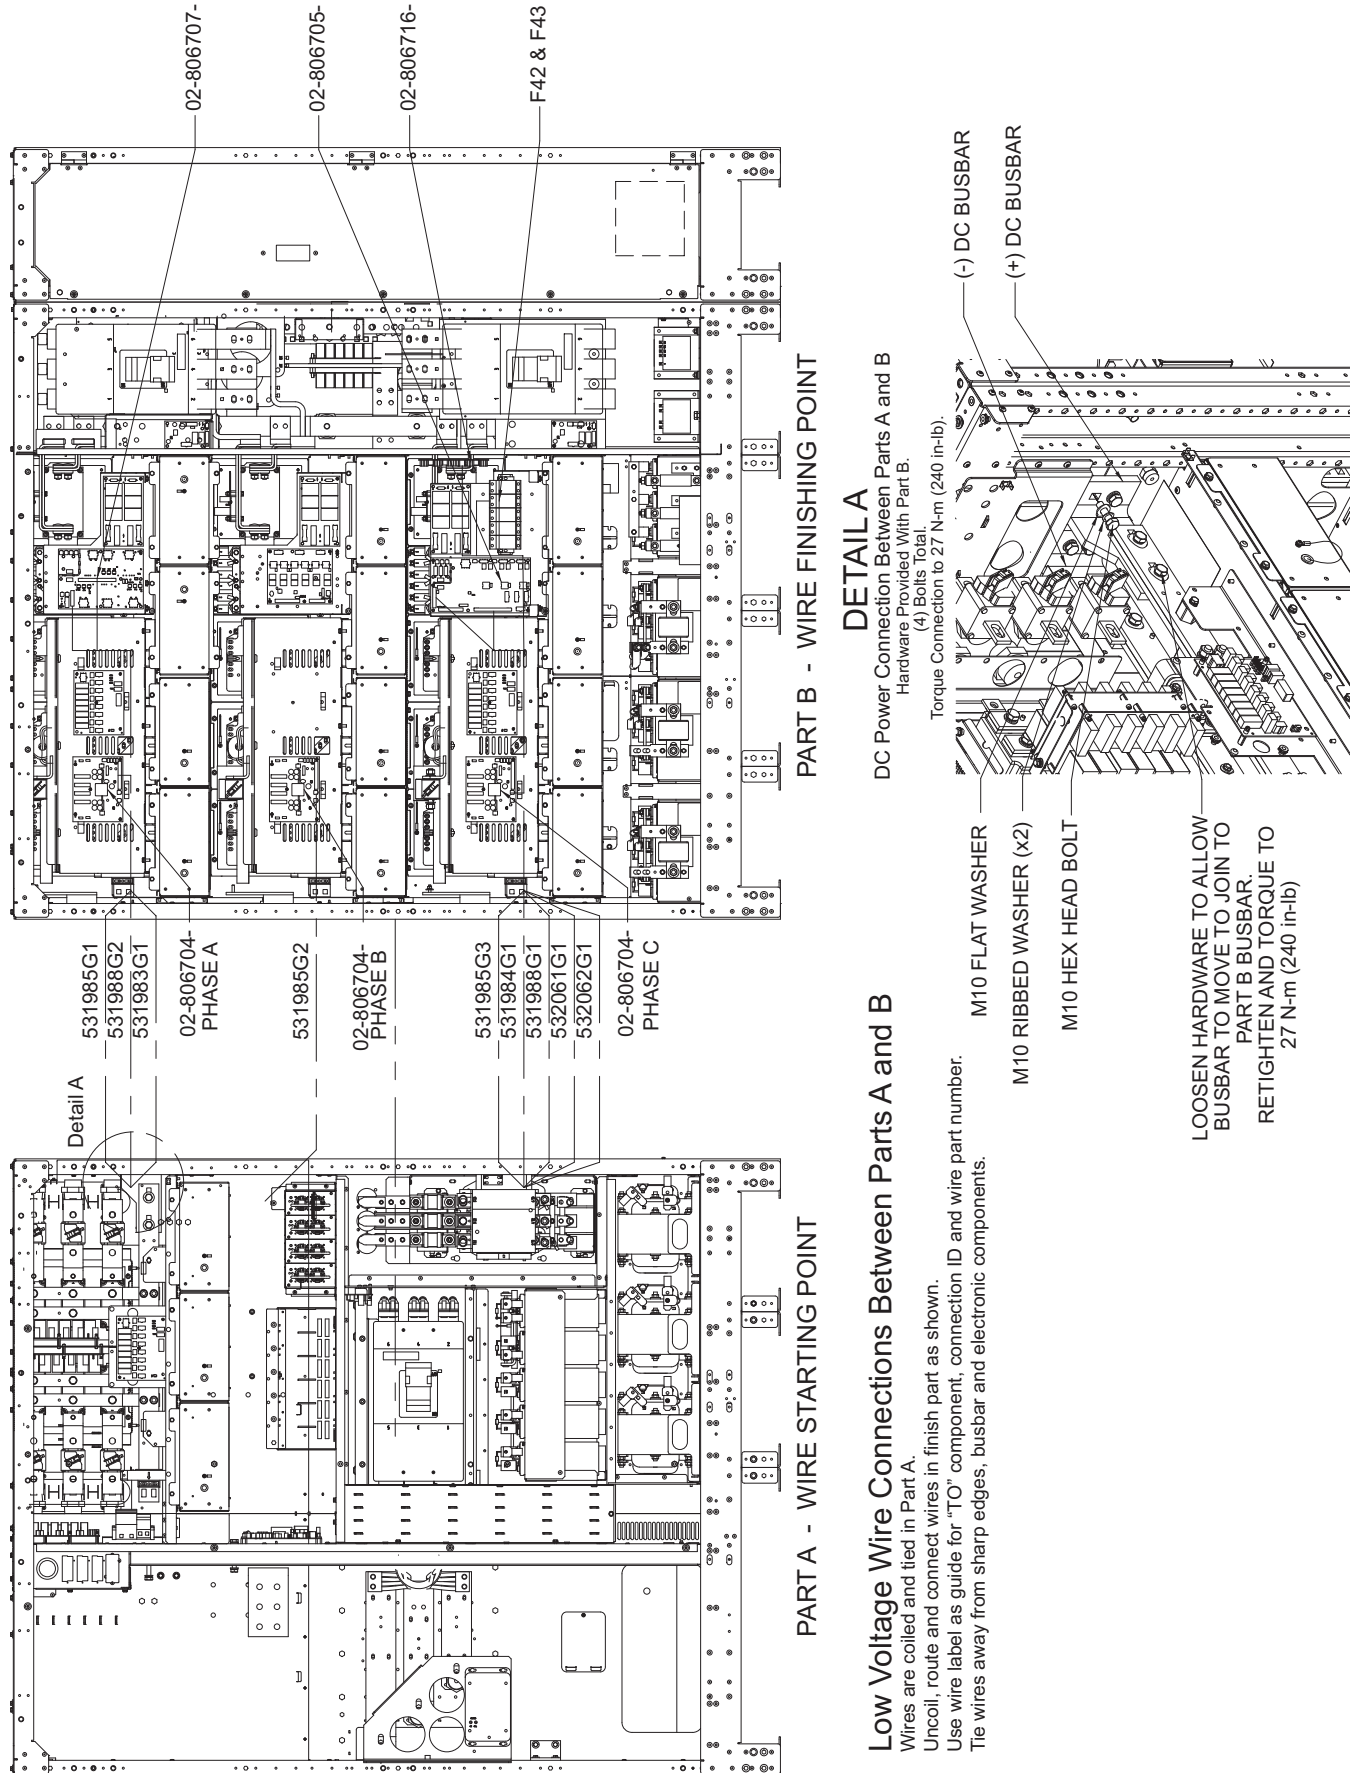 02-806707-
02-806705-
02-806716-
F42 & F43
531985G1
531988G2
531983G1
02-806704-
PHASE A
531985G2
02-806704-
PHASE B
531985G3
531984G1
531988G1
532061G1
532062G1
02-806704-
PHASE C
Detail A
PART A - WIRE STARTING POINT
PART B - WIRE FINISHING POINT
Low Voltage Wire Connections Between Parts A and B
Wires are coiled and tied in Part A.
Uncoil, route and connect wires in finish part as shown.
Use wire label as guide for “TO” component, connection ID and wire part number.
Tie wires away from sharp edges, busbar and electronic components.
DETAIL A
DC Power Connection Between Parts A and B
Hardware Provided With Part B.
(4) Bolts Total.
Torque Connection to 27 N-m (240 in-lb).
(-) DC BUSBAR
(+) DC BUSBAR
M10 FLAT WASHER
M10 RIBBED WASHER (x2)
M10 HEX HEAD BOLT
LOOSEN HARDWARE TO ALLOW
BUSBAR TO MOVE TO JOIN TO
PART B BUSBAR.
RETIGHTEN AND TORQUE TO
27 N-m (240 in-lb)